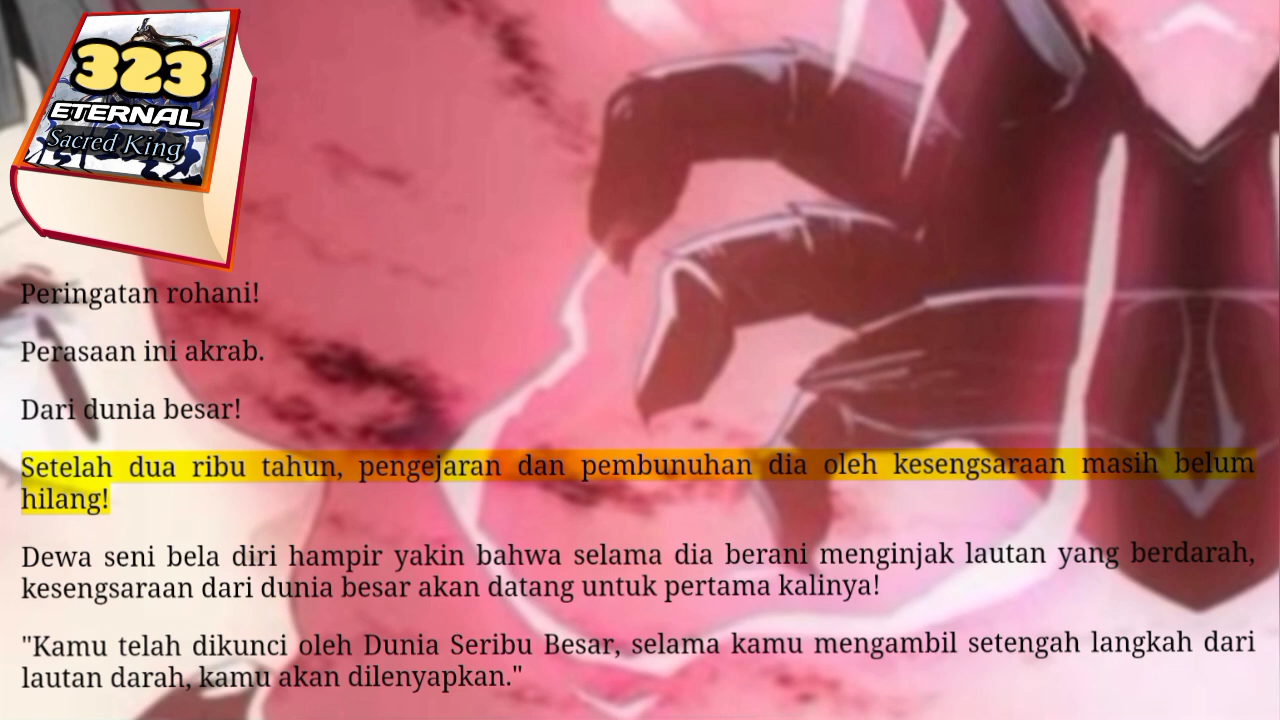 323
ETERNAL
Sacred King
Peringatan rohani!
Perasaan ini akrab.
Dari dunia besar!
Setelah dua ribu tahun, pengejaran dan pembunuhan dia oleh kesengsaraan masih belum
hilang!
Dewa seni bela diri hampir yakin bahwa selama dia berani menginjak lautan yang berdarah,
kesengsaraan dari dunia besar akan datang untuk pertama kalinya!
"Kamu telah dikunci oleh Dunia Seribu Besar, selama kamu mengambil setengah langkah dari
lautan darah, kamu akan dilenyapkan."